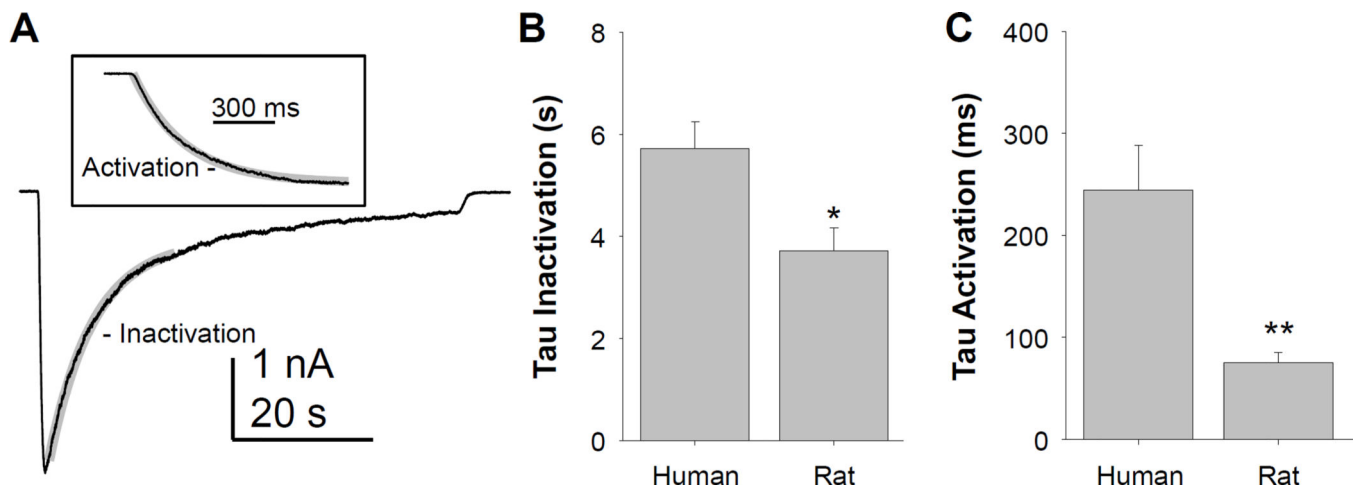 A
300 ms
Activation -
- Inactivation
1 nA
20 s
B
Tau Inactivation (s)
8
6
4
2
0
*
Human
Rat
C
Tau Activation (ms)
400
300
200
100
0
**
Human
Rat